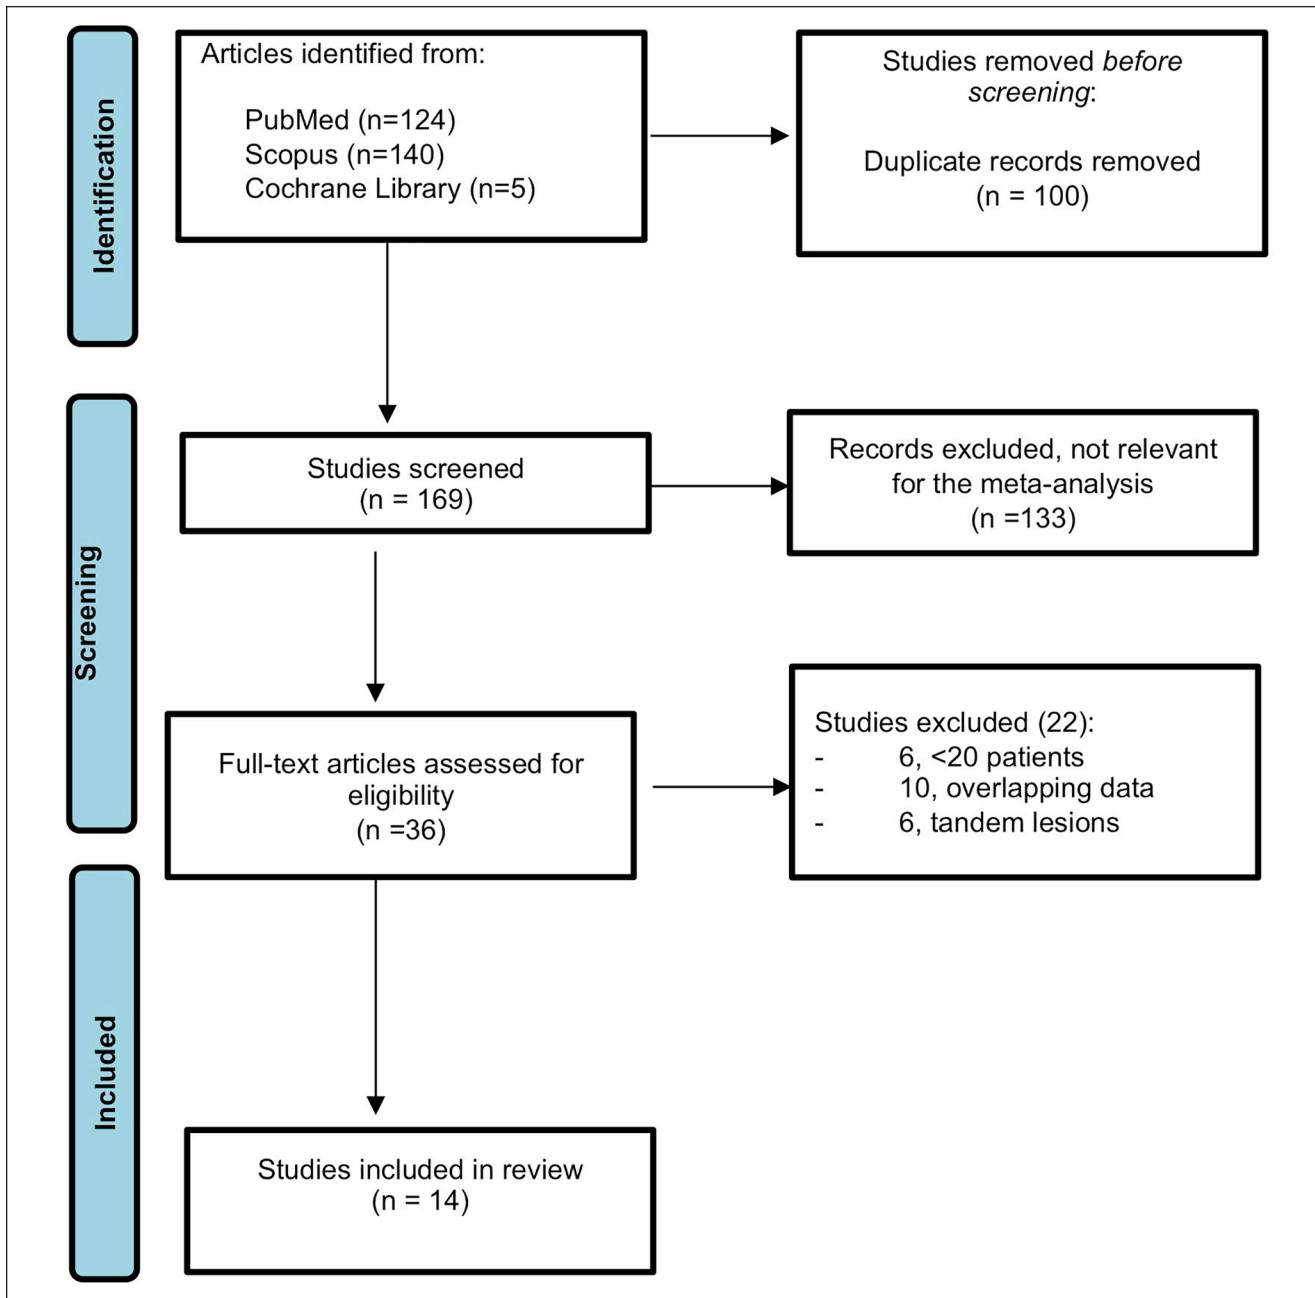 Identification
Articles identified from:
PubMed (n=124)
Scopus (n=140)
Cochrane Library (n=5)
Studies removed before
screening:
Duplicate records removed
(n = 100)
Screening
Studies screened
(n = 169)
Records excluded, not relevant
for the meta-analysis
(n =133)
Full-text articles assessed for
eligibility
(n =36)
Studies excluded (22):
- 6, <20 patients
- 10, overlapping data
- 6, tandem lesions
Included
Studies included in review
(n = 14)